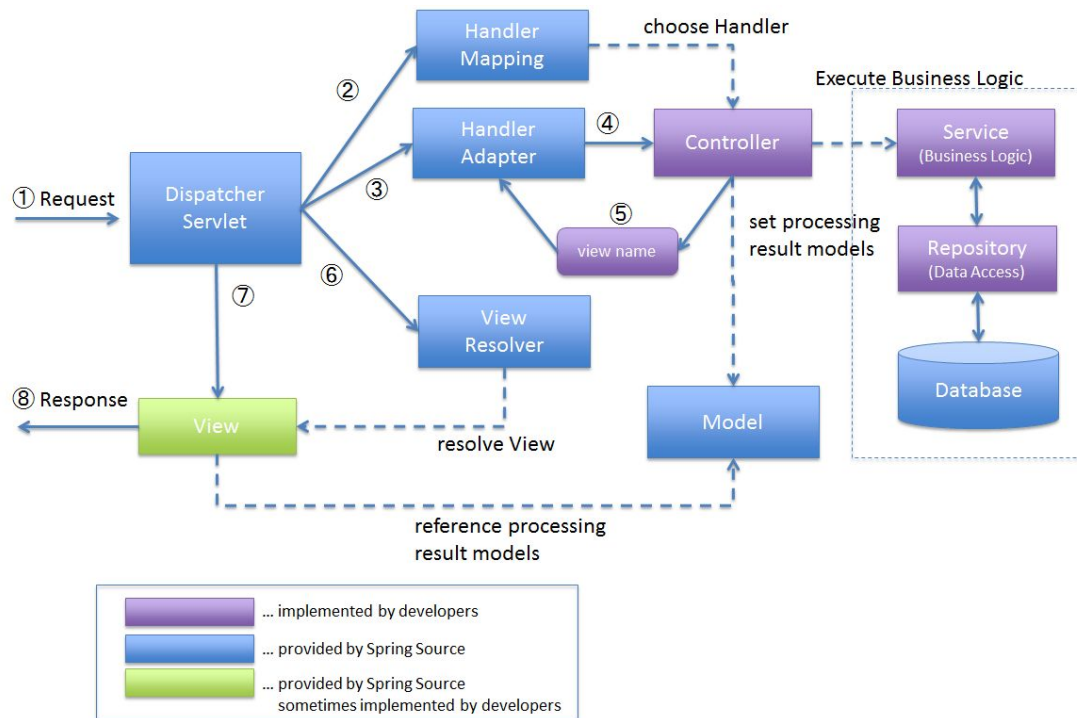 Handler
Mapping
choose Handler
②
Execute Business Logic
Handler
Adapter
④
Controller
Service
(Business Logic)
① Request
Dispatcher
Servlet
③
⑤
view name
set processing
result models
Repository
(Data Access)
⑥
⑦
View
Resolver
Database
⑧ Response
View
Model
resolve View
reference processing
result models
... implemented by developers
... provided by Spring Source
... provided by Spring Source
sometimes implemented by developers